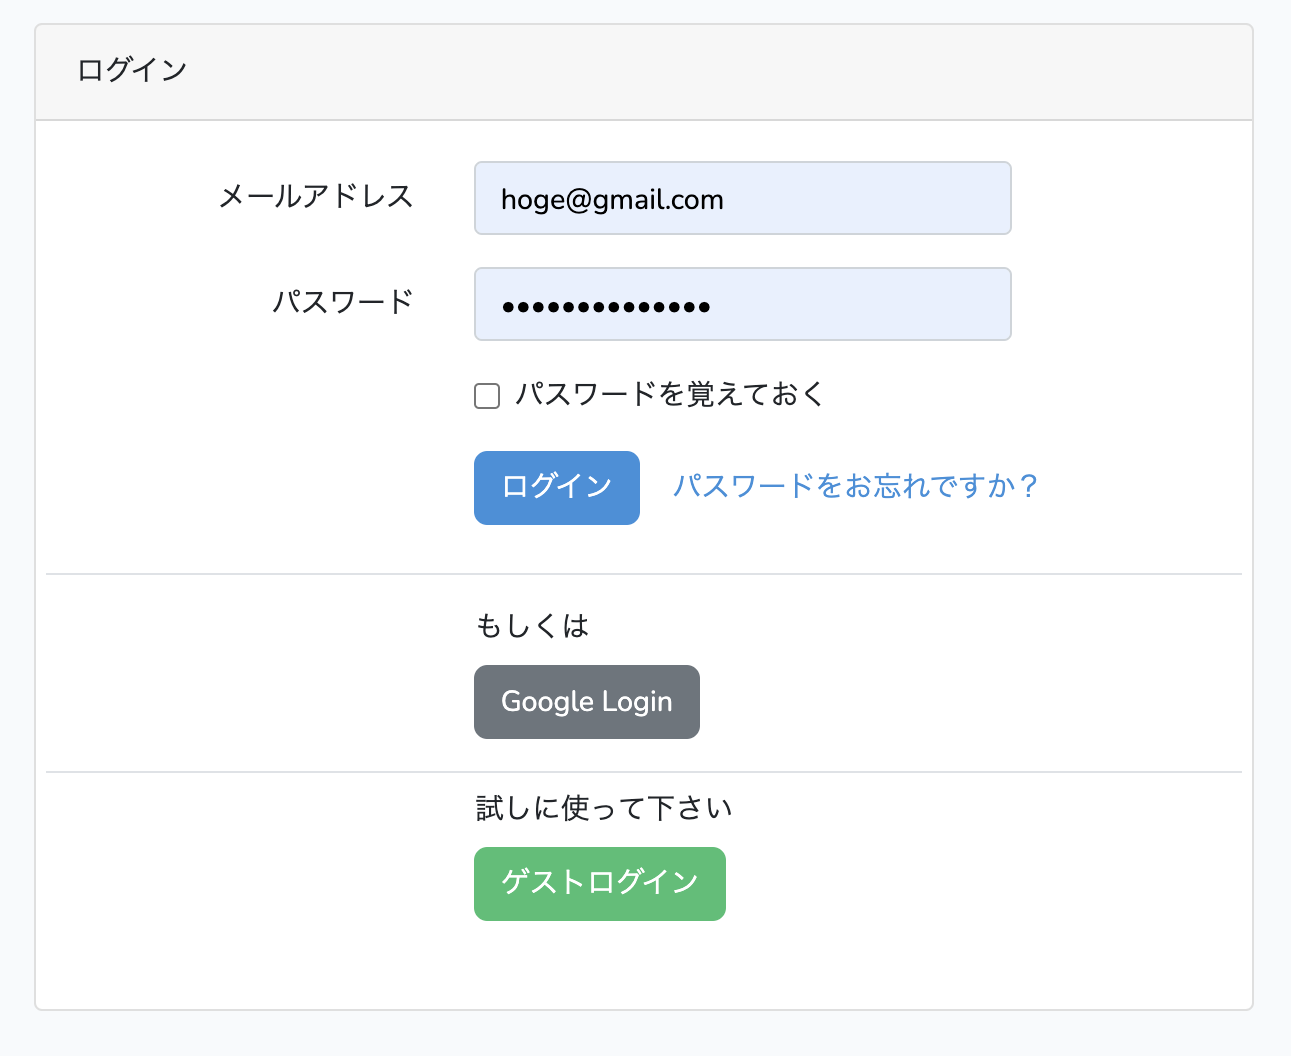 ログイン
メールアドレス
hoge@gmail.com
パスワード
••••••••••••••
パスワードを覚えておく
ログイン パスワードをお忘れですか？
もしくは
Google Login
試しに使って下さい
ゲストログイン